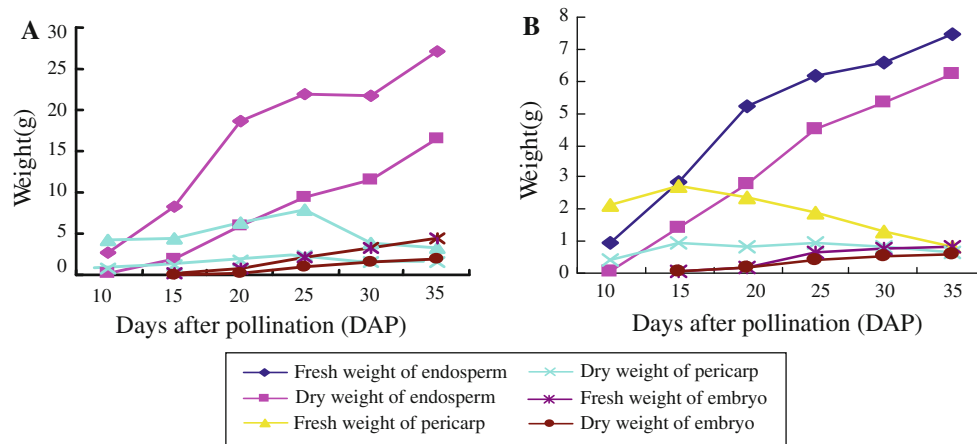 A
Weight(g)
30
25
20
15
10
5
0
10 15 20 25 30 35
Days after pollination (DAP)
B
Weight(g)
8
7
6
5
4
3
2
1
0
10 15 20 25 30 35
Days after pollination (DAP)
Fresh weight of endosperm
Dry weight of endosperm
Fresh weight of pericarp
Dry weight of pericarp
Fresh weight of embryo
Dry weight of embryo